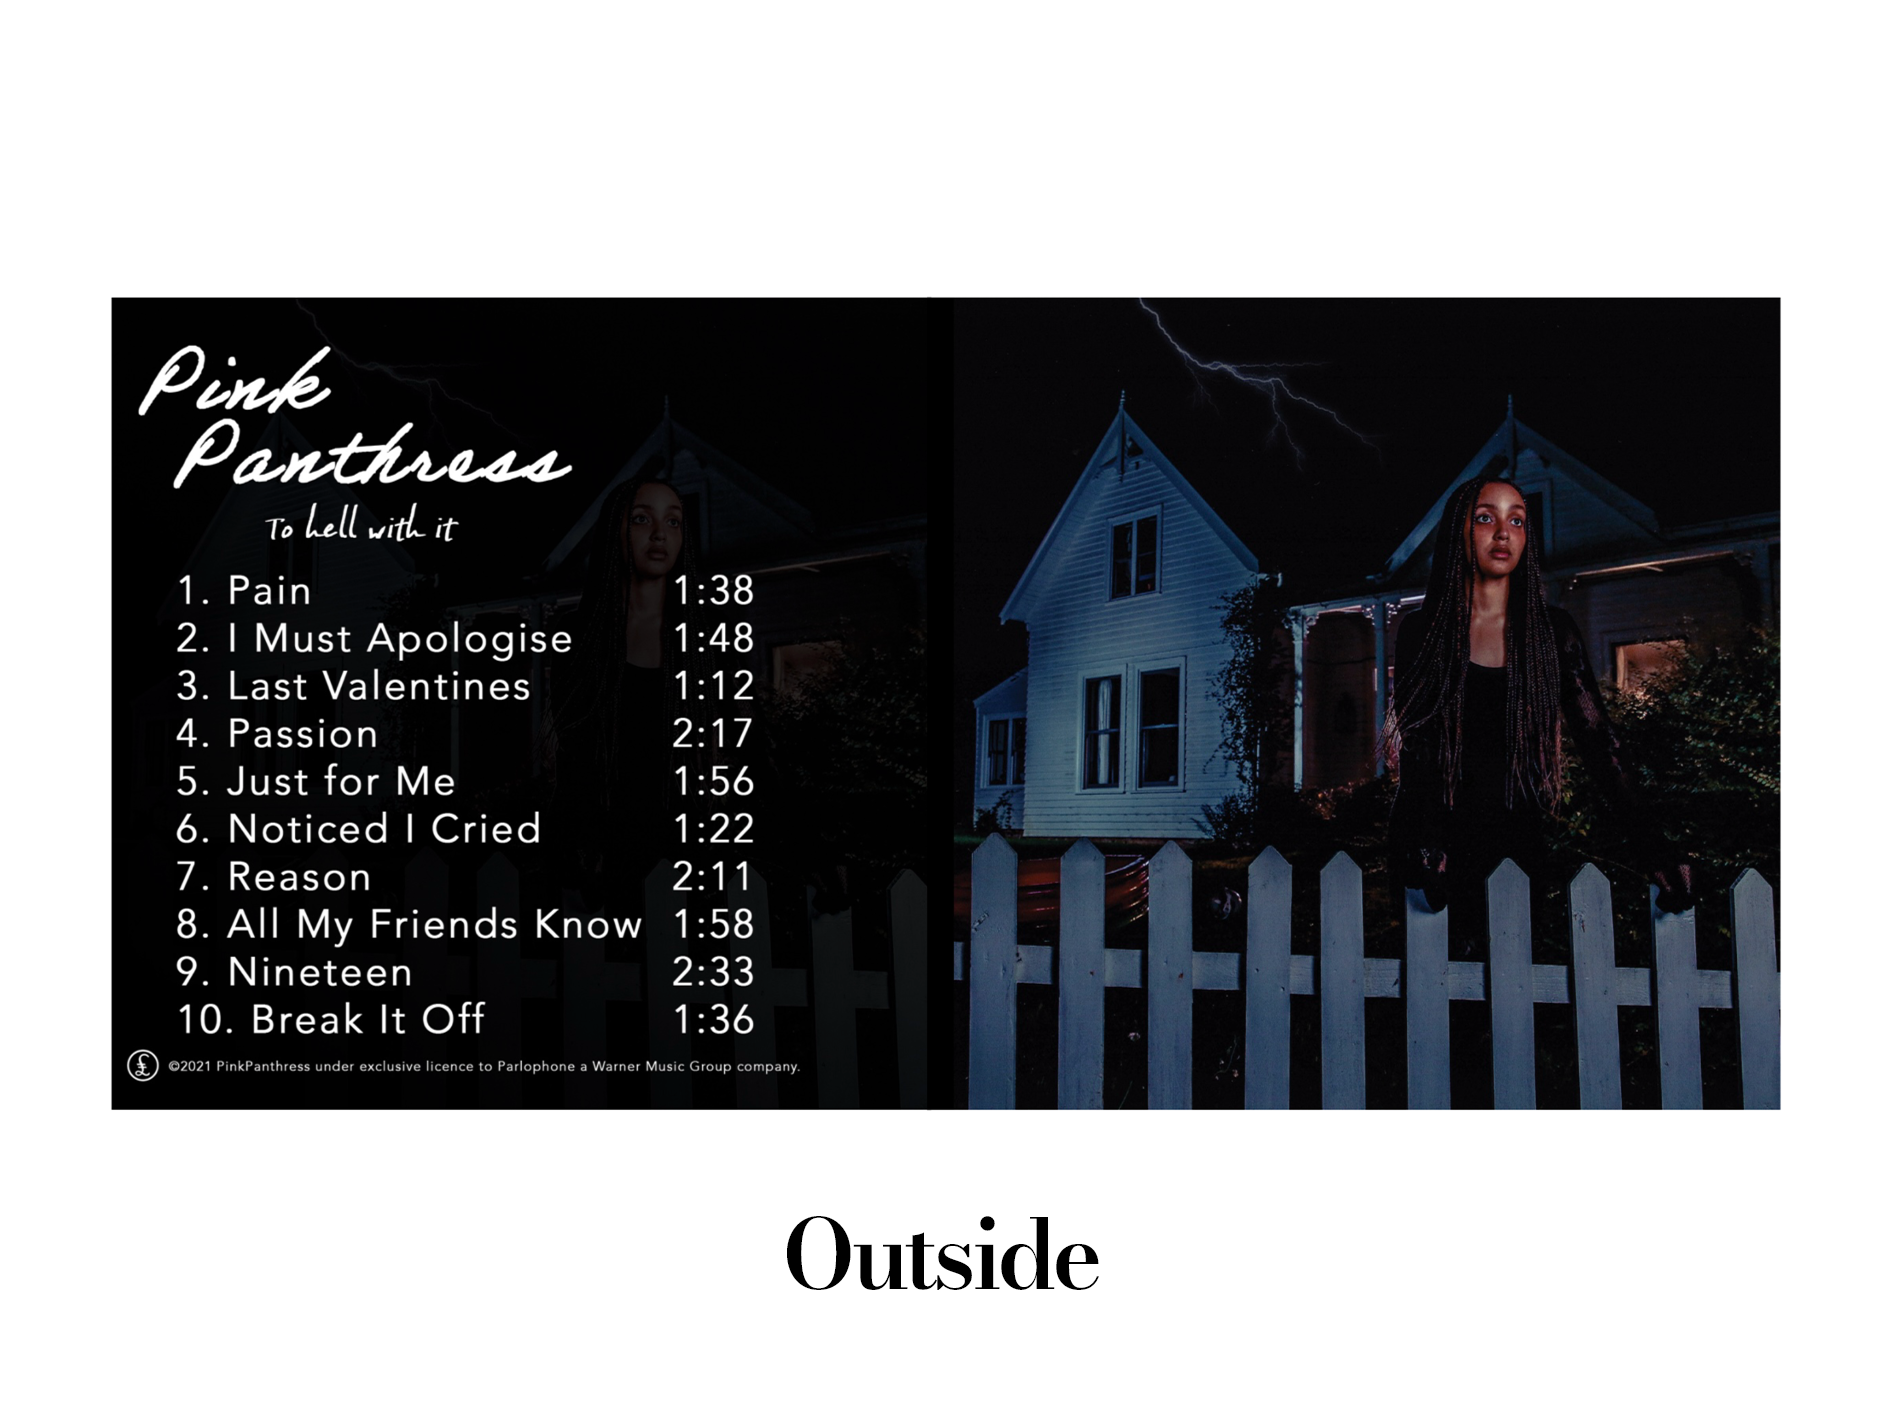 Pink
Panthress
To hell with it
1. Pain 1:38
2. I Must Apologise 1:48
3. Last Valentines 1:12
4. Passion 2:17
5. Just for Me 1:56
6. Noticed I Cried 1:22
7. Reason 2:11
8. All My Friends Know 1:58
9. Nineteen 2:33
10. Break It Off 1:36
©2021 PinkPanthress under exclusive licence to Parlophone a Warner Music Group company.
Outside